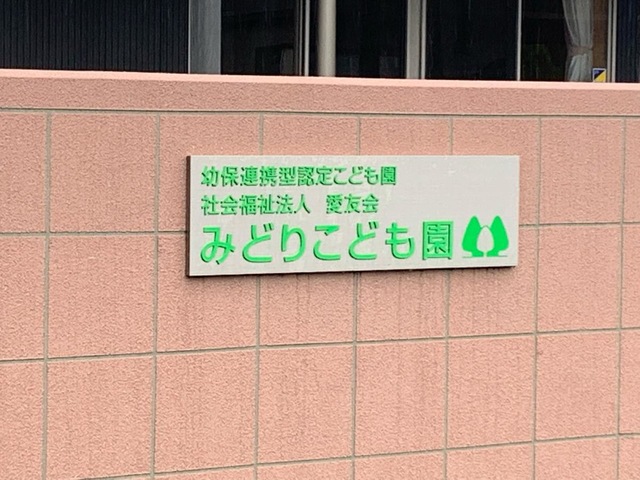 幼保連携型認定こども園
社会福祉法人 愛友会
みどりこども園